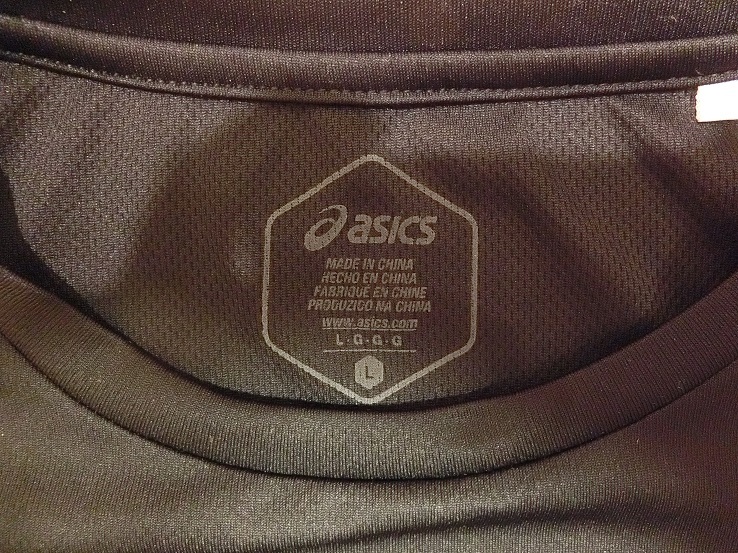 asics
MADE IN CHINA
HECHO EN CHINA
FABRIQUÉ EN CHINE
PRODUZIDO NA CHINA
www.asics.com
L·G·G·G
L